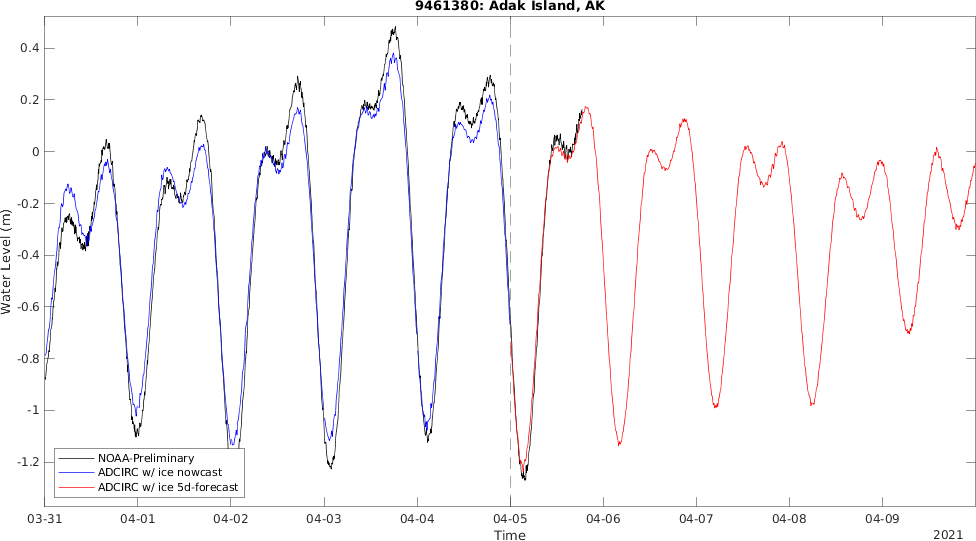 9461380: Adak Island, AK
Water Level (m)
0.4
0.2
0
-0.2
-0.4
-0.6
-0.8
-1
-1.2
NOAA-Preliminary
ADCIRC w/ ice nowcast
ADCIRC w/ ice 5d-forecast
03-31 04-01 04-02 04-03 04-04 04-05 04-06 04-07 04-08 04-09
Time
2021